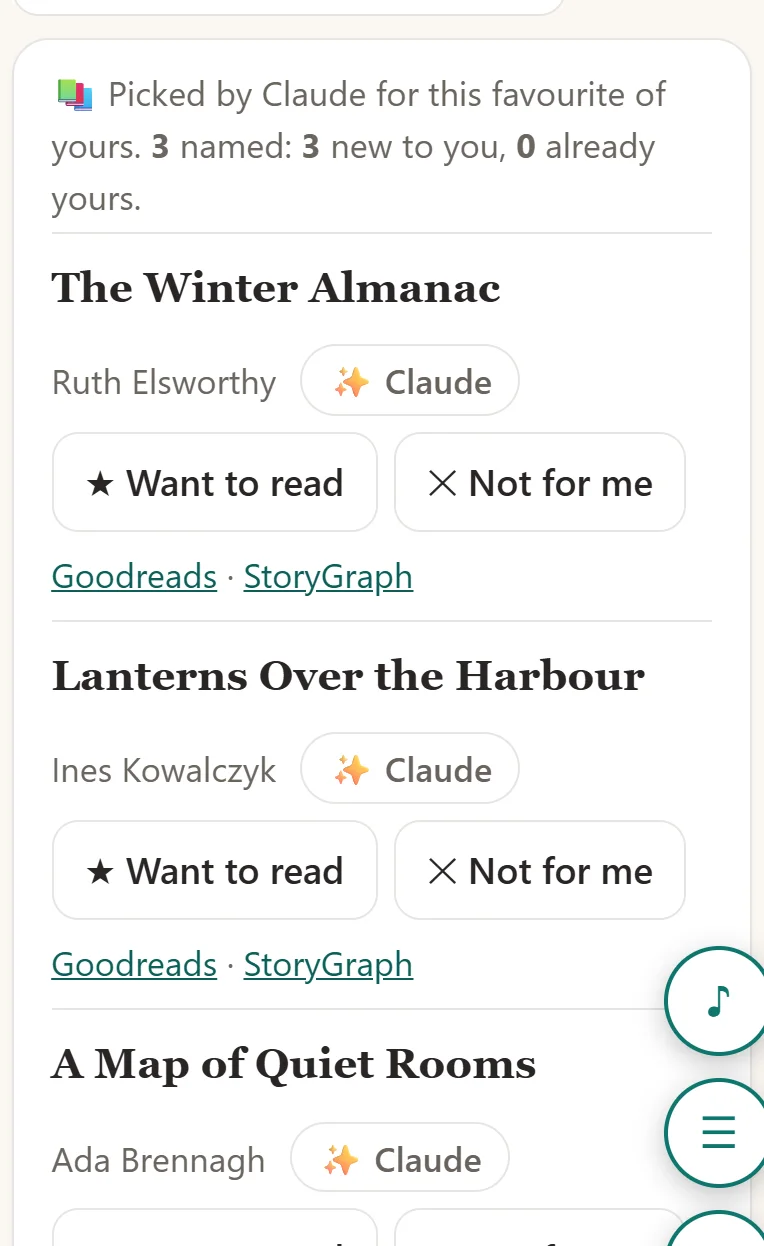 📚 Picked by Claude for this favourite of
yours. 3 named: 3 new to you, 0 already
yours.
The Winter Almanac
Ruth Elsworthy ✨ Claude
★ Want to read ✕ Not for me
Goodreads · StoryGraph
Lanterns Over the Harbour
Ines Kowalczyk ✨ Claude
★ Want to read ✕ Not for me
Goodreads · StoryGraph
A Map of Quiet Rooms
Ada Brennagh ✨ Claude